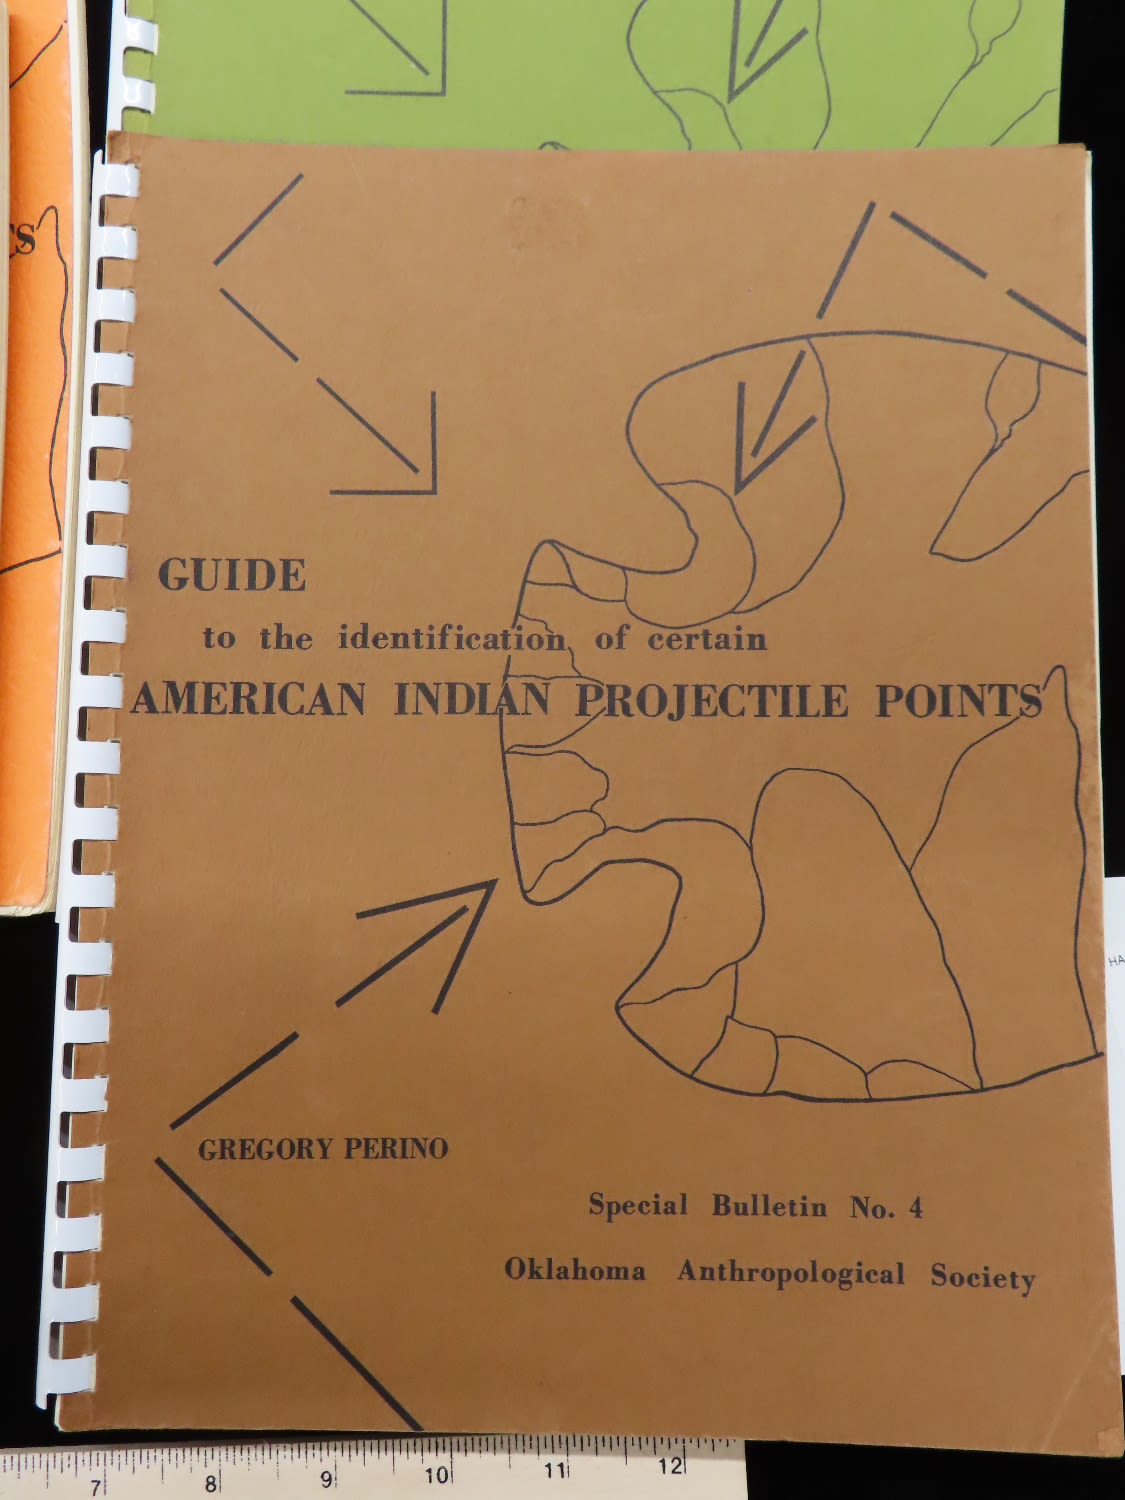 GUIDE
to the identification of certain
AMERICAN INDIAN PROJECTILE POINTS
GREGORY PERINO
Special Bulletin No. 4
Oklahoma Anthropological Society
7 8 9 10 11 12
HA